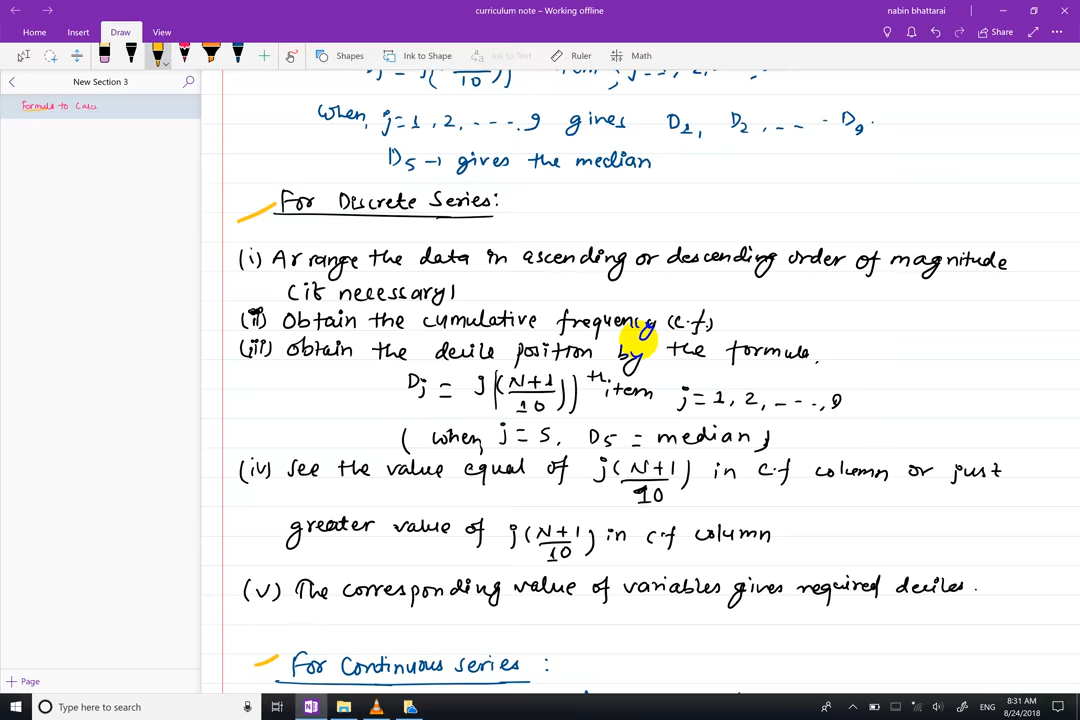 curriculum note – Working offline
nabin bhattarai
Home Insert Draw View
Share
Shapes Ink to Shape Ink to Text Ruler Math
New Section 3
Formula to Calcu
when, j=1, 2, ----, 9 gives D1, D2, ---- D9.
D5 → gives the median
For Discrete Series:
(i) Arrange the data in ascending or descending order of magnitude
(if necessary)
(ii) Obtain the cumulative frequency (c.f.)
(iii) obtain the decile position by the formula.
Dj = j(N+1/10)th item j=1, 2, ----, 9
(when j=5, D5 = median)
(iv) see the value equal of j(N+1/10) in c.f column or just
greater value of j(N+1/10) in c.f column
(v) The corresponding value of variables gives required deciles.
For Continuous series :
Page
Type here to search
ENG
8:31 AM
8/24/2018